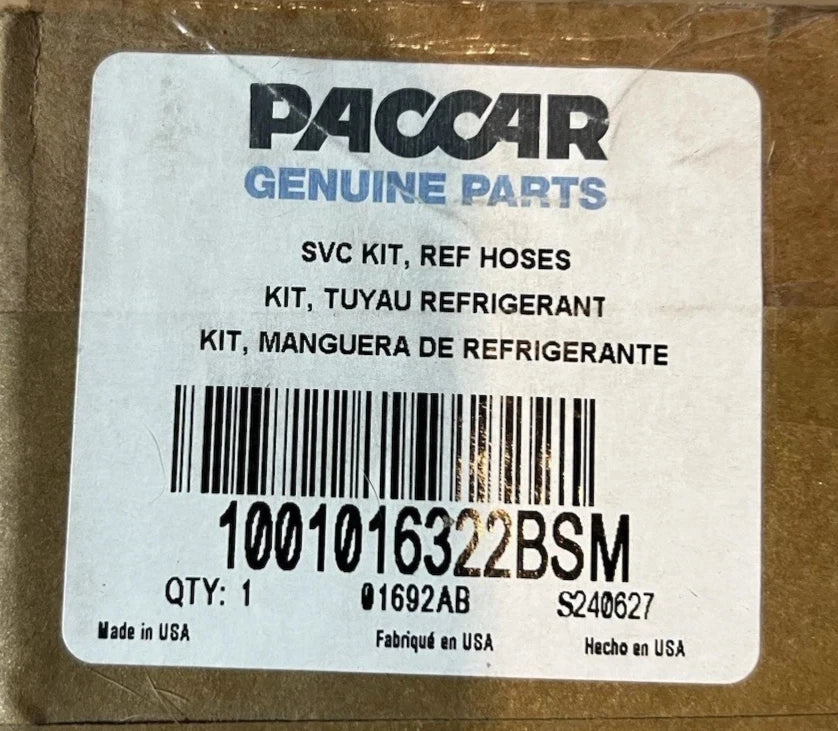 PACCAR
GENUINE PARTS
SVC KIT, REF HOSES
KIT, TUYAU REFRIGERANT
KIT, MANGUERA DE REFRIGERANTE
1001016322BSM
QTY: 1 01692AB S240627
Made in USA Fabriqué en USA Hecho en USA